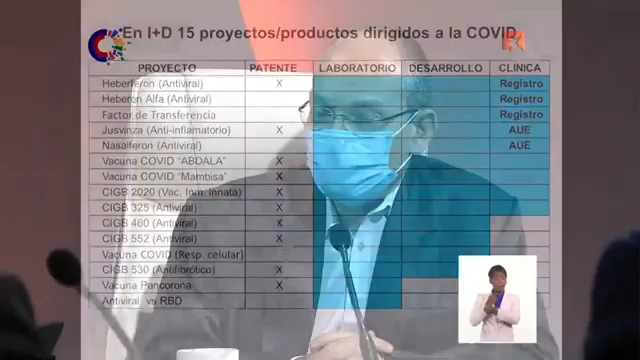 En I+D 15 proyectos/productos dirigidos a la COVID
PROYECTO PATENTE LABORATORIO DESARROLLO CLINICA
Heberferon (Antiviral) X Registro
Heberon Alfa (Antiviral) Registro
Factor de Transferencia Registro
Jusvinza (Anti-inflamatorio) X AUE
Nasalferon (Antiviral) AUE
Vacuna COVID "ABDALA" X
Vacuna COVID "Mambisa" X
CIGB 2020 (Vac. Inm. Innata) X
CIGB 325 (Antiviral) X
CIGB 460 (Antiviral) X
CIGB 552 (Antiviral) X
Vacuna COVID (Resp. celular)
CIGB 530 (Antifibrótico) X
Vacuna Pancorona X
Antiviral vs RBD